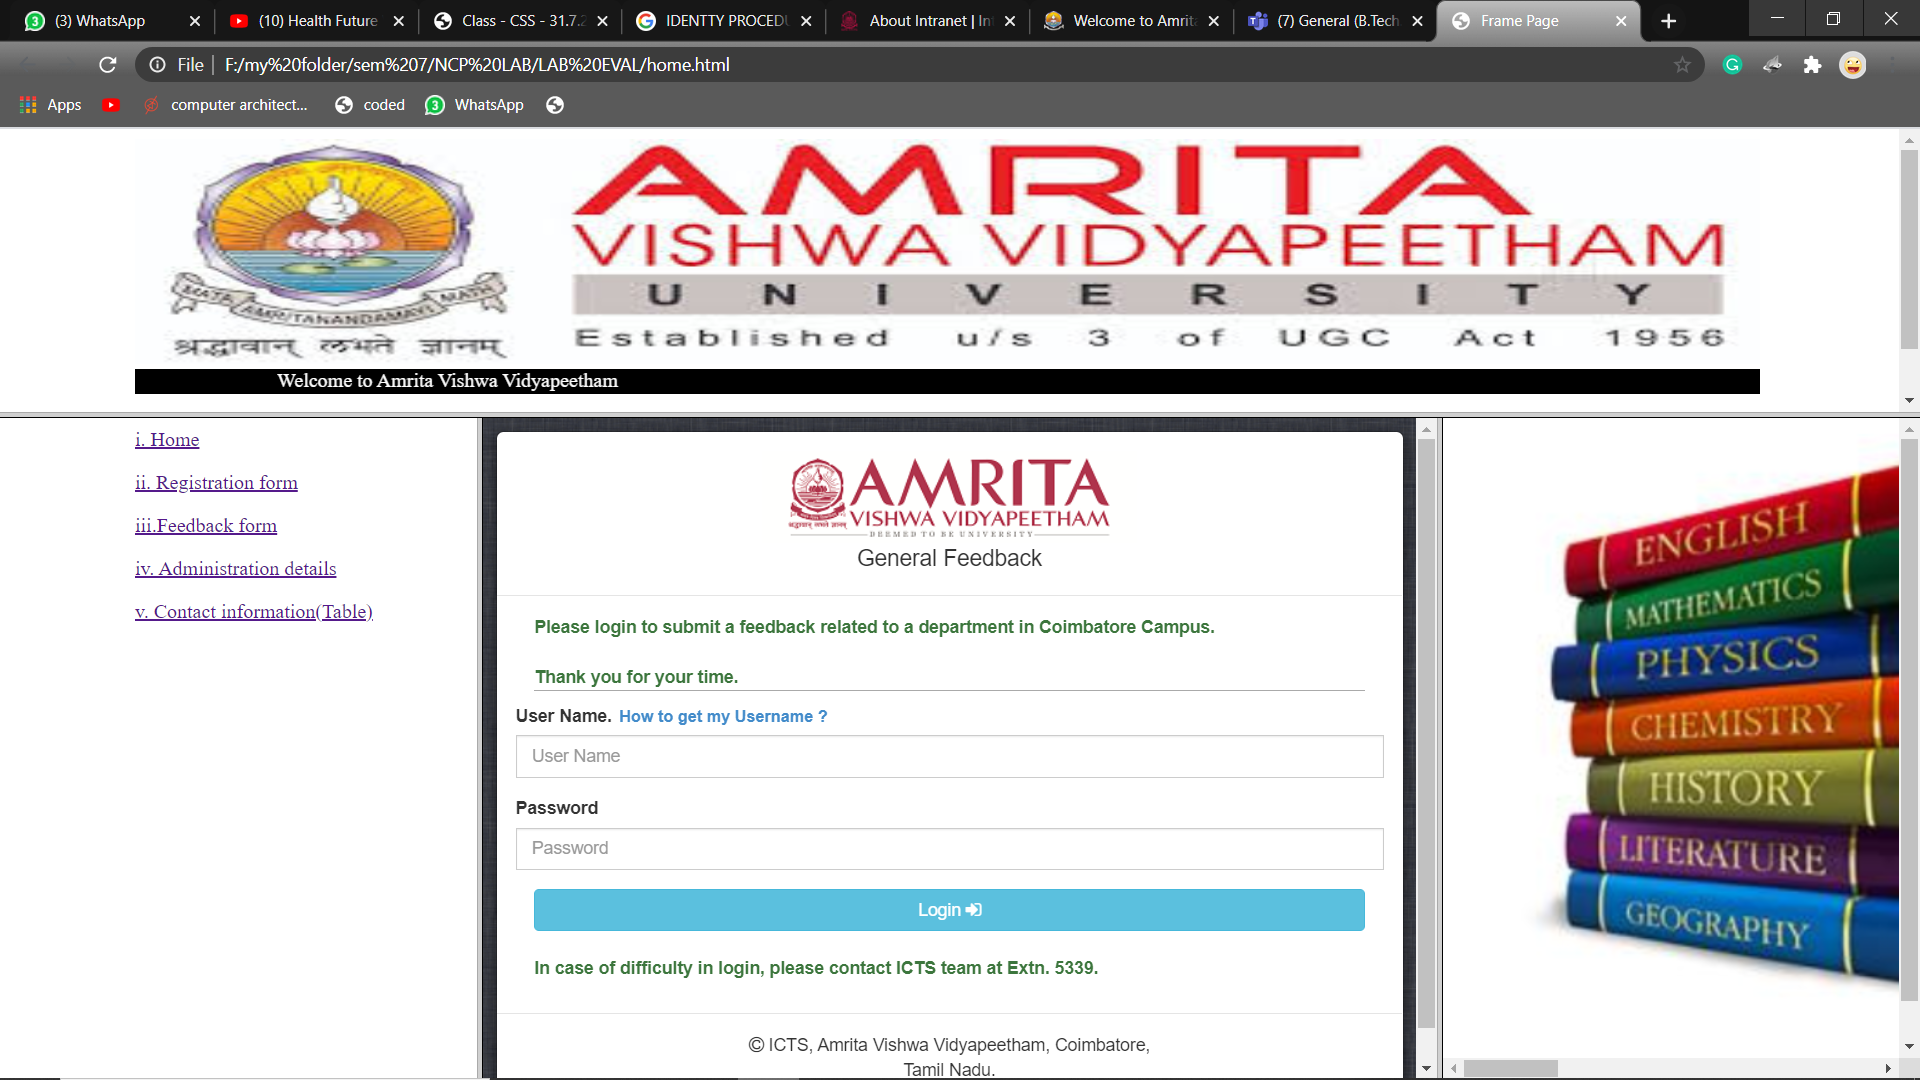 (3) WhatsApp
(10) Health Future
Class - CSS - 31.7.2
IDENTTY PROCEDU
About Intranet | In
Welcome to Amrita
(7) General (B.Tech
Frame Page
File
F:/my%20folder/sem%207/NCP%20LAB/LAB%20EVAL/home.html
Apps
computer architect...
coded
3 WhatsApp
AMRITA
VISHWA VIDYAPEETHAM
UNIVERSITY
Established u/s 3 of UGC Act 1956
MATA AMRITANANDAMAYI MATH
श्रद्धावान् लभते ज्ञानम्
Welcome to Amrita Vishwa Vidyapeetham
i. Home
ii. Registration form
iii.Feedback form
iv. Administration details
v. Contact information(Table)
AMRITA
VISHWA VIDYAPEETHAM
श्रद्धावान् लभते ज्ञानम्
DEEMED TO BE UNIVERSITY
General Feedback
Please login to submit a feedback related to a department in Coimbatore Campus.
Thank you for your time.
User Name. How to get my Username ?
User Name
Password
Password
Login
In case of difficulty in login, please contact ICTS team at Extn. 5339.
© ICTS, Amrita Vishwa Vidyapeetham, Coimbatore,
Tamil Nadu.
ENGLISH
MATHEMATICS
PHYSICS
CHEMISTRY
HISTORY
LITERATURE
GEOGRAPHY